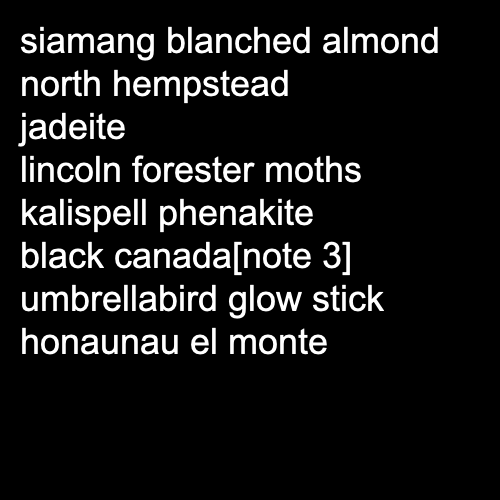 siamang blanched almond
north hempstead
jadeite
lincoln forester moths
kalispell phenakite
black canada[note 3]
umbrellabird glow stick
honaunau el monte